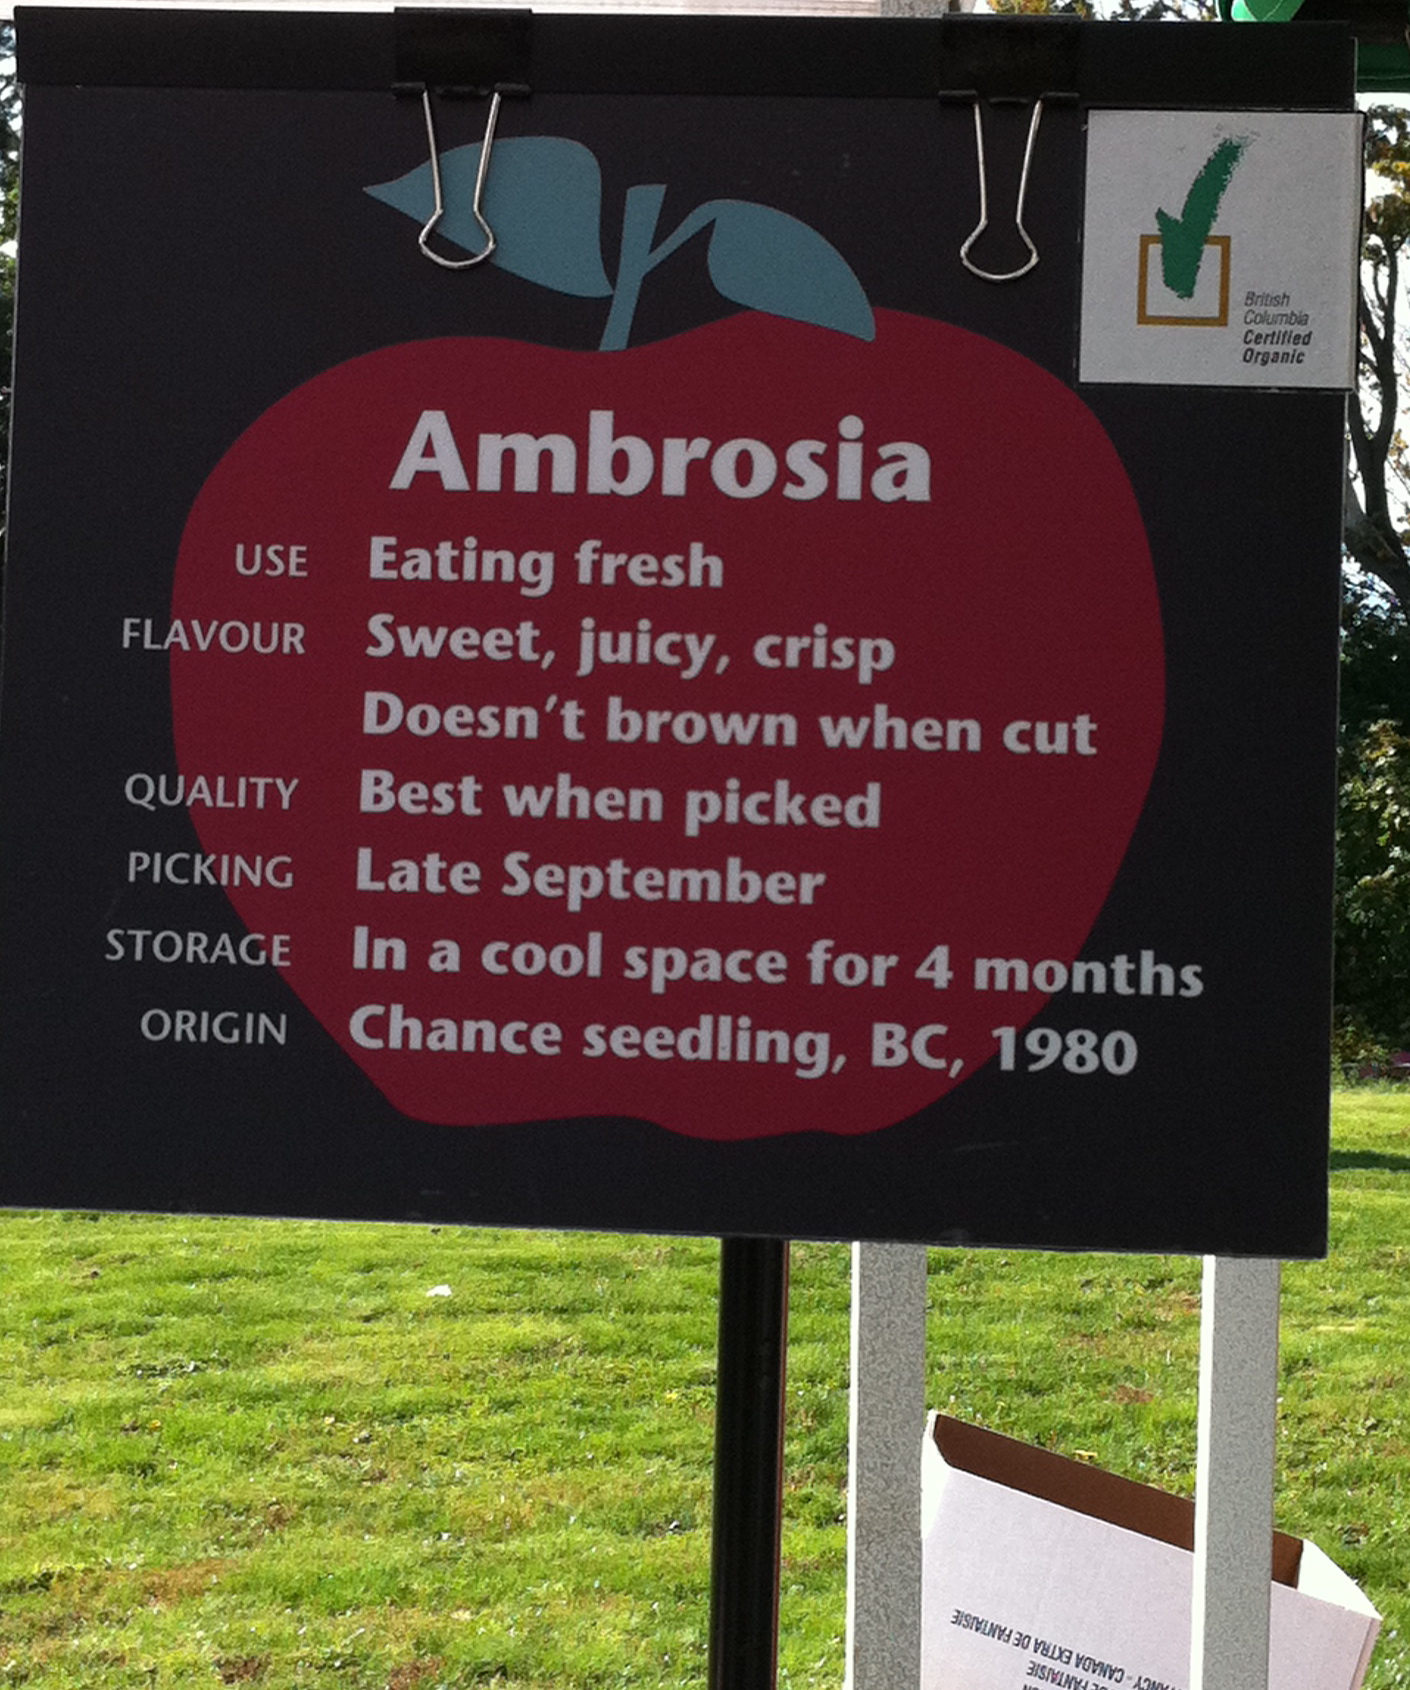 British
Columbia
Certified
Organic
Ambrosia
USE Eating fresh
FLAVOUR Sweet, juicy, crisp
Doesn't brown when cut
QUALITY Best when picked
PICKING Late September
STORAGE In a cool space for 4 months
ORIGIN Chance seedling, BC, 1980
CANADA EXTRA DE FANTAISIE
DE FANTAISIE